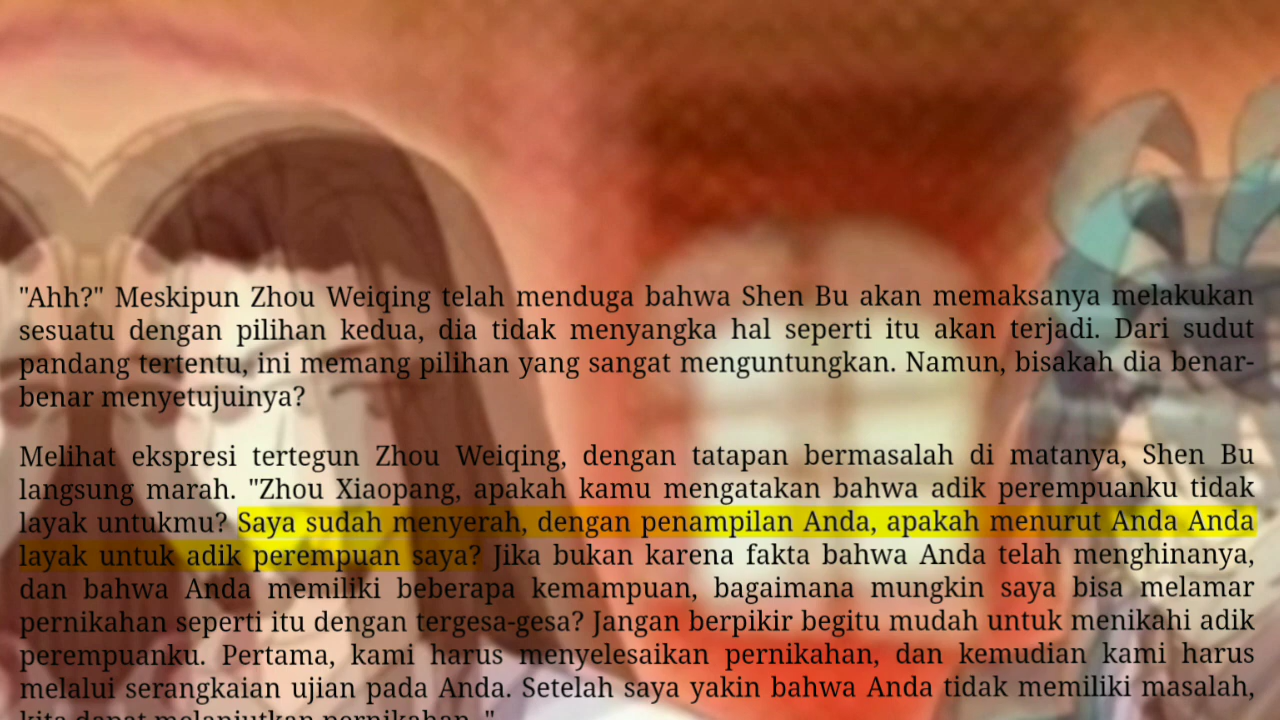 "Ahh?" Meskipun Zhou Weiqing telah menduga bahwa Shen Bu akan memaksanya melakukan
sesuatu dengan pilihan kedua, dia tidak menyangka hal seperti itu akan terjadi. Dari sudut
pandang tertentu, ini memang pilihan yang sangat menguntungkan. Namun, bisakah dia benar-
benar menyetujuinya?
Melihat ekspresi tertegun Zhou Weiqing, dengan tatapan bermasalah di matanya, Shen Bu
langsung marah. "Zhou Xiaopang, apakah kamu mengatakan bahwa adik perempuanku tidak
layak untukmu? Saya sudah menyerah, dengan penampilan Anda, apakah menurut Anda Anda
layak untuk adik perempuan saya? Jika bukan karena fakta bahwa Anda telah menghinanya,
dan bahwa Anda memiliki beberapa kemampuan, bagaimana mungkin saya bisa melamar
pernikahan seperti itu dengan tergesa-gesa? Jangan berpikir begitu mudah untuk menikahi adik
perempuanku. Pertama, kami harus menyelesaikan pernikahan, dan kemudian kami harus
melalui serangkaian ujian pada Anda. Setelah saya yakin bahwa Anda tidak memiliki masalah,
kita dapat melanjutkan pernikahan. "